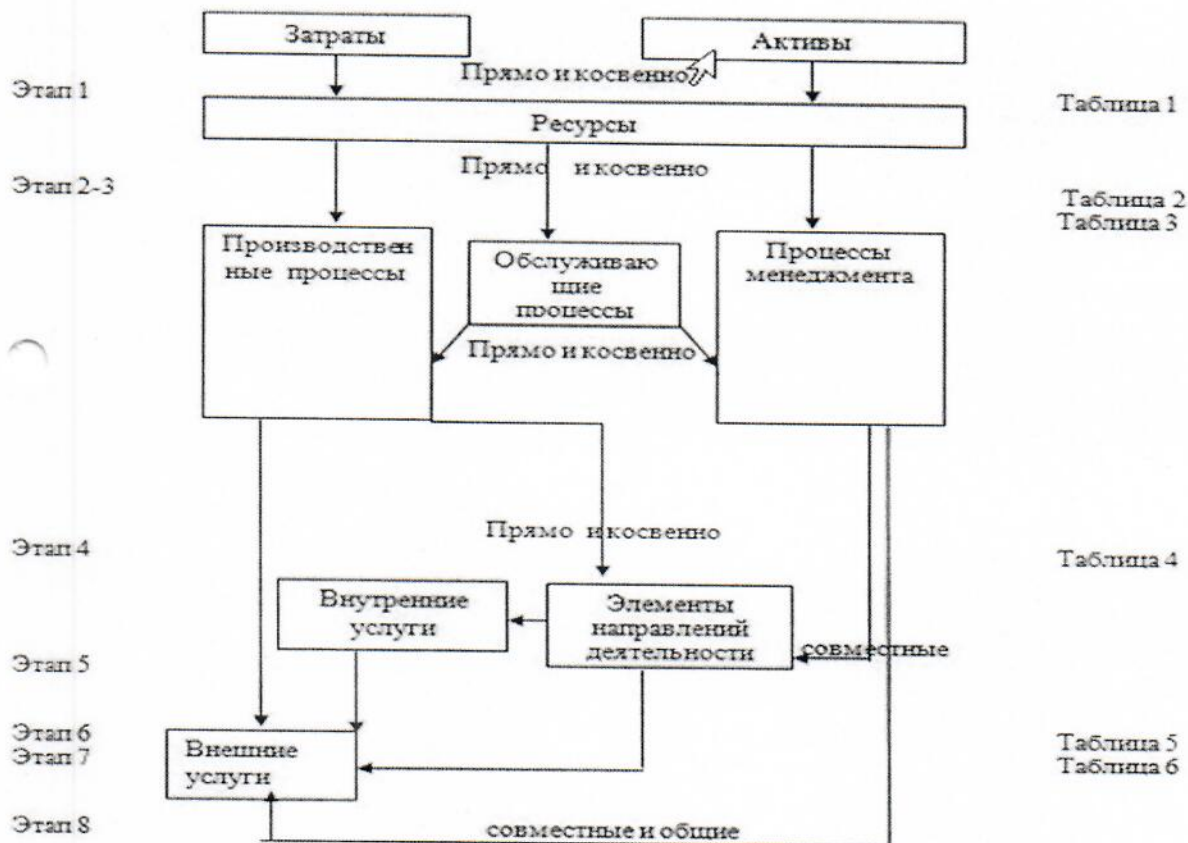 Затраты
Активы
Прямо и косвенно
Этап 1
Таблица 1
Ресурсы
Прямо и косвенно
Этап 2-3
Таблица 2
Таблица 3
Производствен
ные процессы
Обслуживаю
щие
процессы
Процессы
менеджмента
Прямо и косвенно
Прямо и косвенно
Этап 4
Таблица 4
Внутренние
услуги
Элементы
направлений
деятельности
совместные
Этап 5
Этап 6
Этап 7
Таблица 5
Таблица 6
Внешние
услуги
Этап 8
совместные и общие